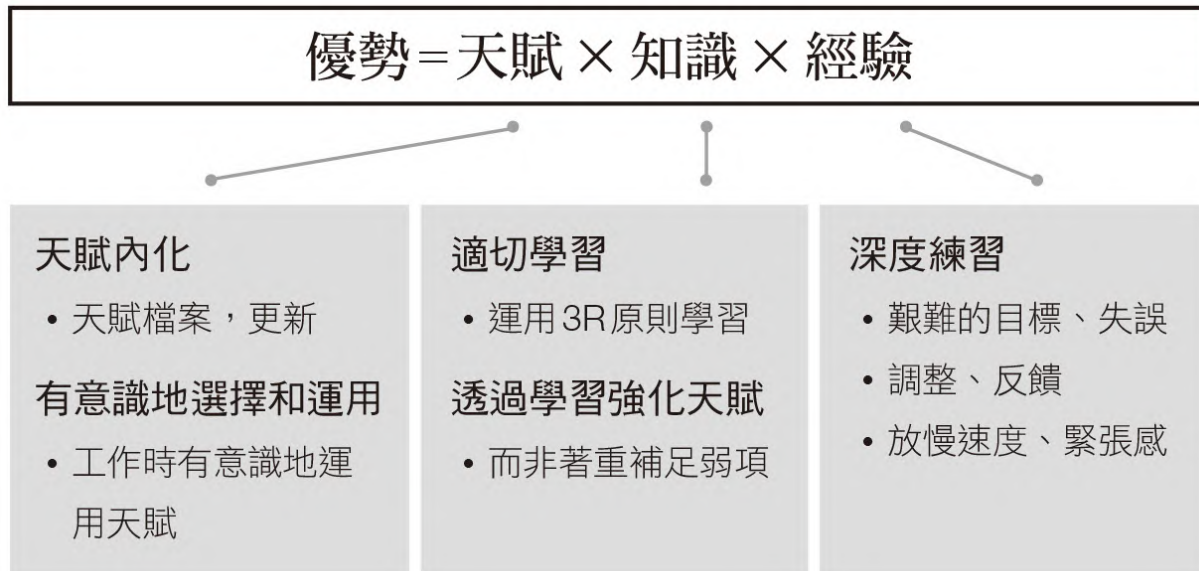 優勢=天賦 × 知識 × 經驗
天賦內化
• 天賦檔案，更新
有意識地選擇和運用
• 工作時有意識地運
用天賦
適切學習
• 運用3R原則學習
透過學習強化天賦
• 而非著重補足弱項
深度練習
• 艱難的目標、失誤
• 調整、反饋
• 放慢速度、緊張感